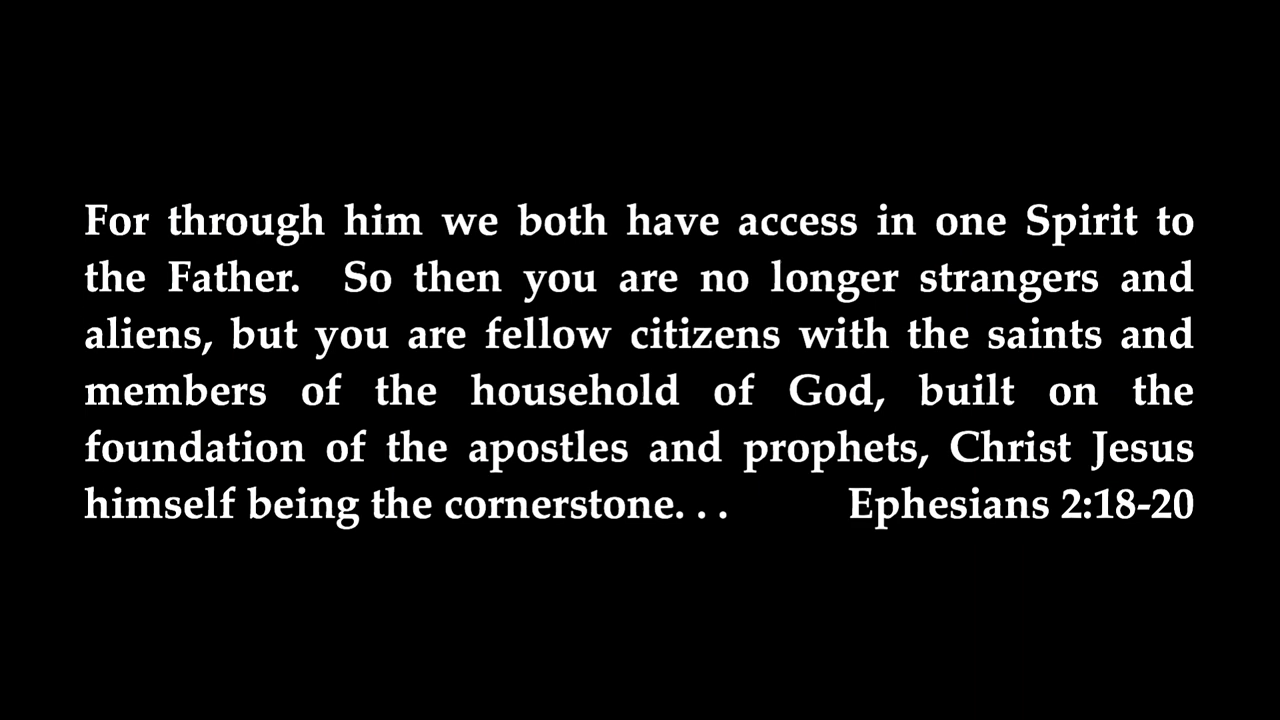 For through him we both have access in one Spirit to
the Father. So then you are no longer strangers and
aliens, but you are fellow citizens with the saints and
members of the household of God, built on the
foundation of the apostles and prophets, Christ Jesus
himself being the cornerstone. . . Ephesians 2:18-20